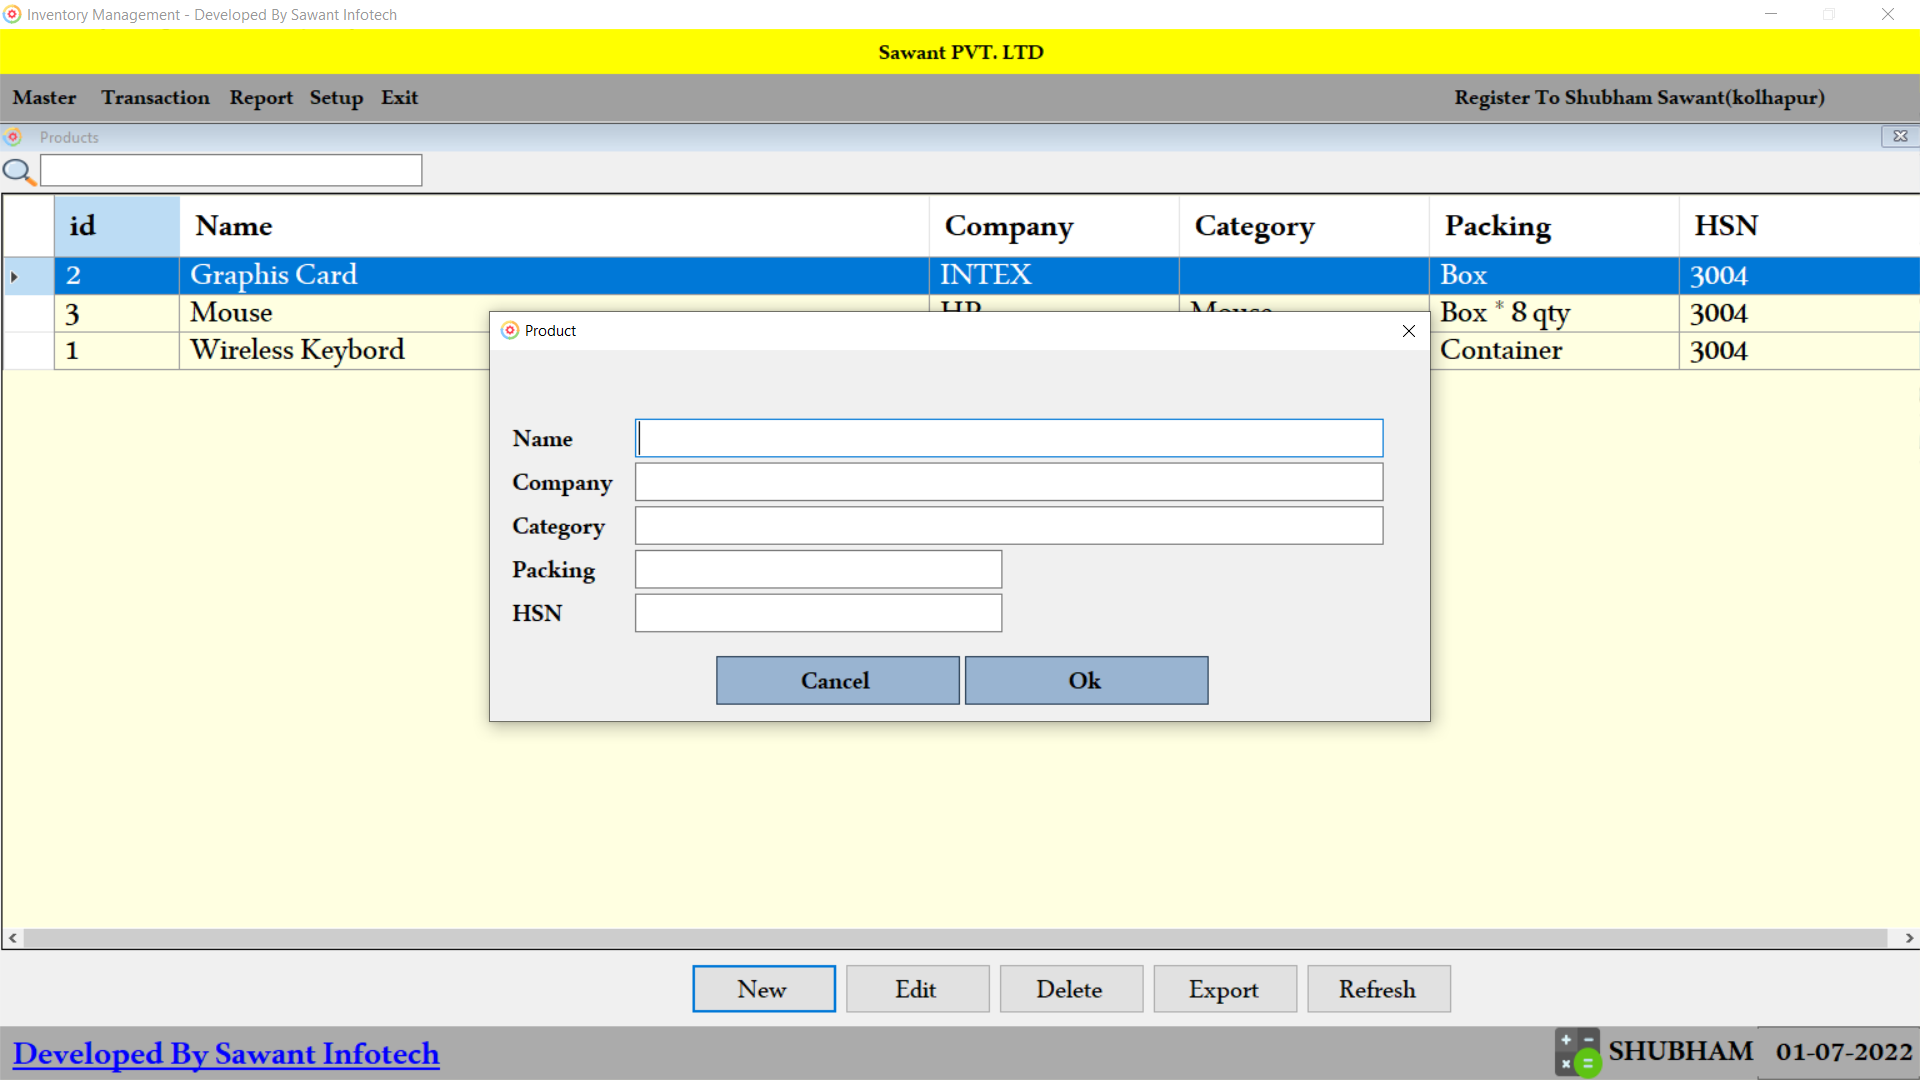 Inventory Management - Developed By Sawant Infotech
Sawant PVT. LTD
Master Transaction Report Setup Exit Register To Shubham Sawant(kolhapur)
Products
id Name Company Category Packing HSN
2 Graphis Card INTEX Box 3004
3 Mouse HP Mouse Box * 8 qty 3004
1 Wireless Keybord Container 3004
Product
Name
Company
Category
Packing
HSN
Cancel Ok
New Edit Delete Export Refresh
Developed By Sawant Infotech SHUBHAM 01-07-2022